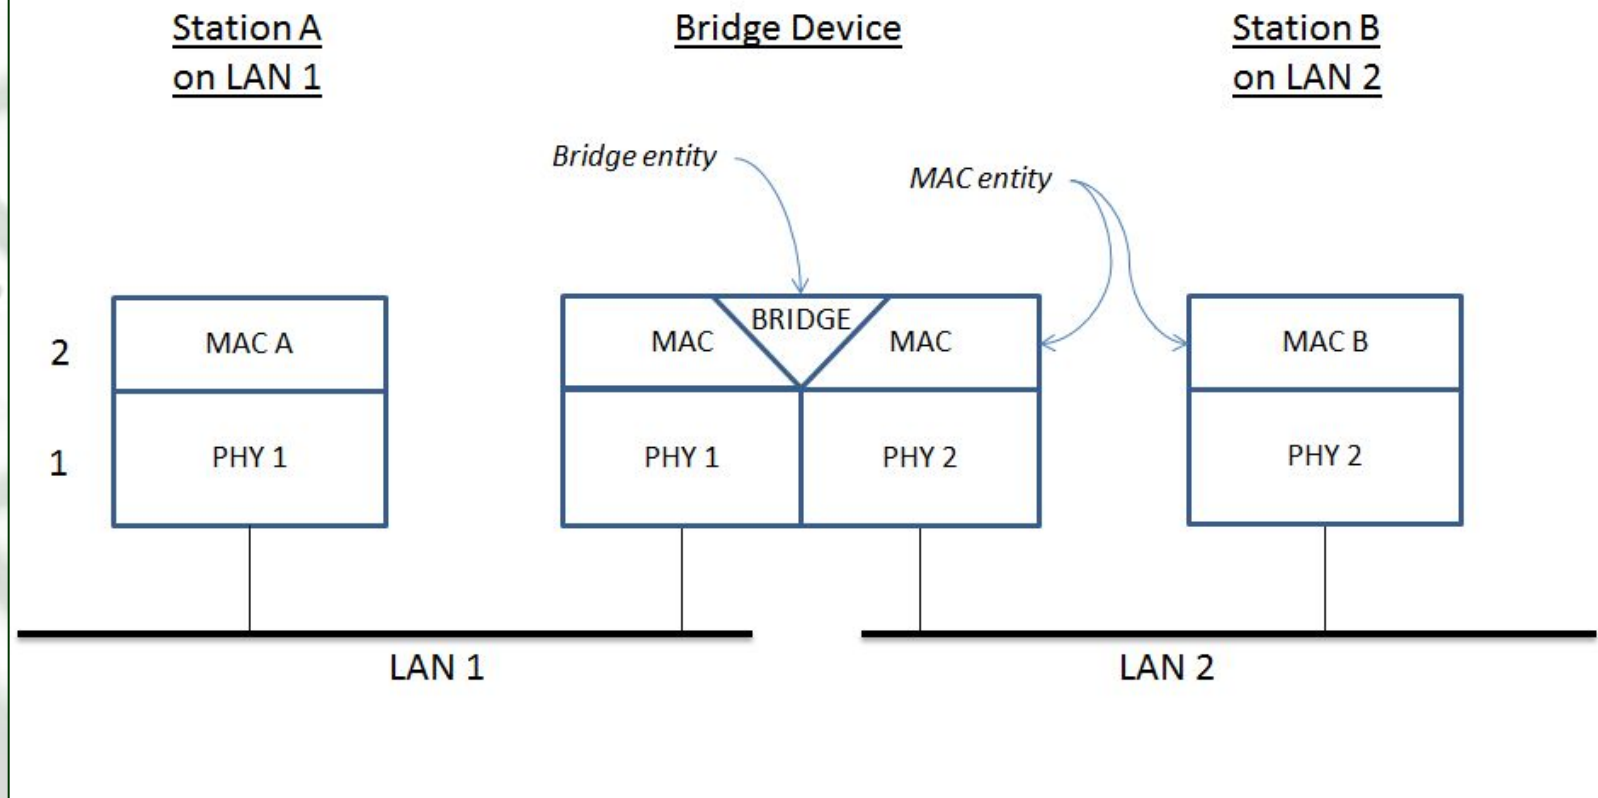 Station A
on LAN 1
Bridge Device
Station B
on LAN 2
Bridge entity
MAC entity
2
MAC A
MAC
BRIDGE
MAC
MAC B
1
PHY 1
PHY 1
PHY 2
PHY 2
LAN 1
LAN 2